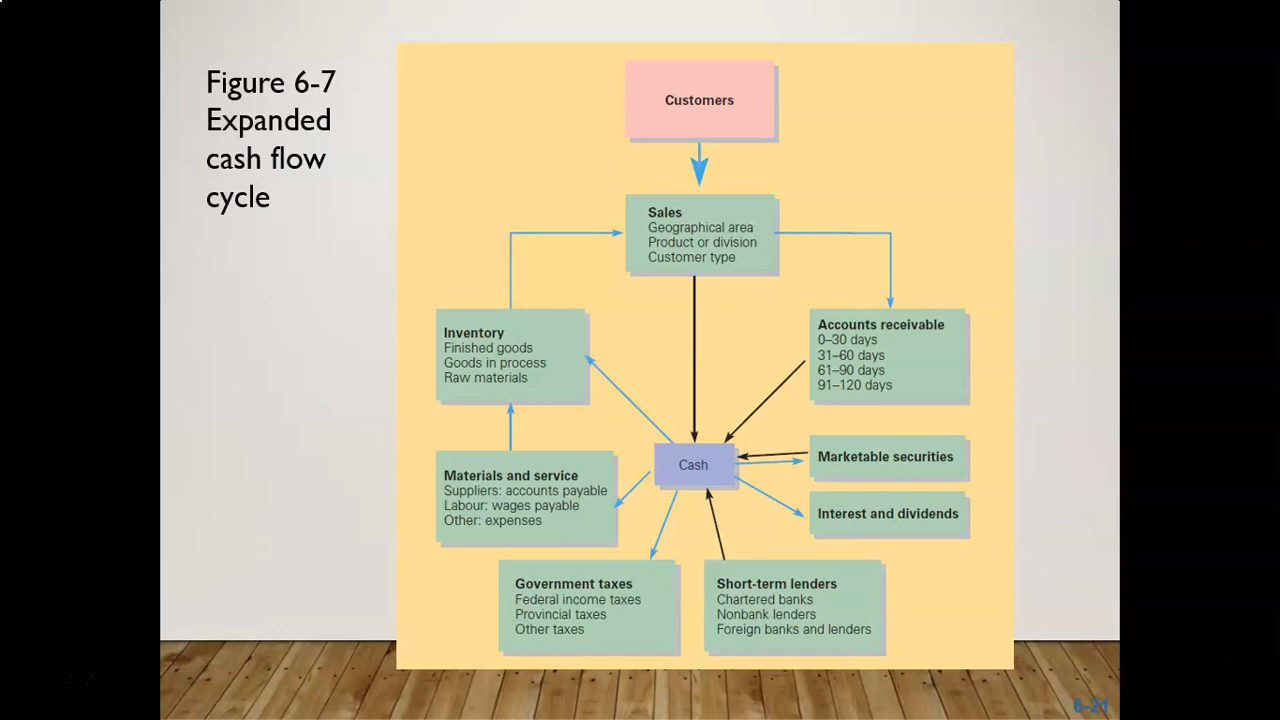 Figure 6-7
Expanded
cash flow
cycle
Customers
Sales
Geographical area
Product or division
Customer type
Inventory
Finished goods
Goods in process
Raw materials
Accounts receivable
0–30 days
31–60 days
61–90 days
91–120 days
Cash
Marketable securities
Materials and service
Suppliers: accounts payable
Labour: wages payable
Other: expenses
Interest and dividends
Government taxes
Federal income taxes
Provincial taxes
Other taxes
Short-term lenders
Chartered banks
Nonbank lenders
Foreign banks and lenders
6-21